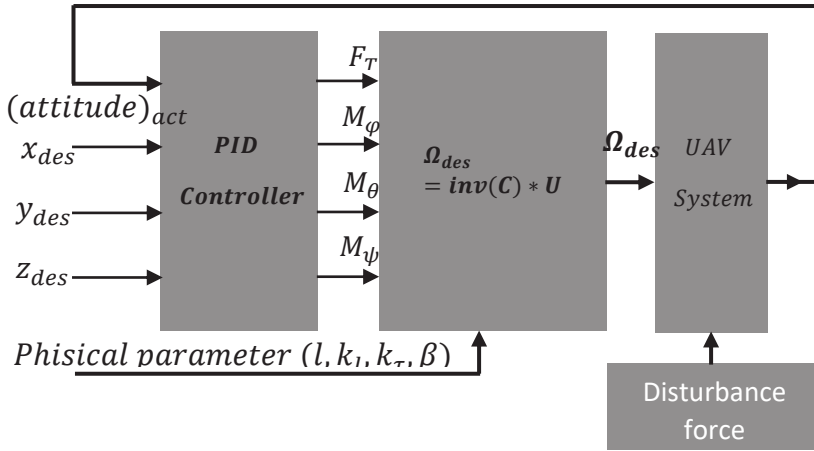 (attitude)_act
x_des
y_des
z_des
PID
Controller
F_T
M_φ
M_θ
M_ψ
Ω_des
= inv(C) * U
Ω_des
UAV
System
Phisical parameter (l, k_l, k_τ, β)
Disturbance
force